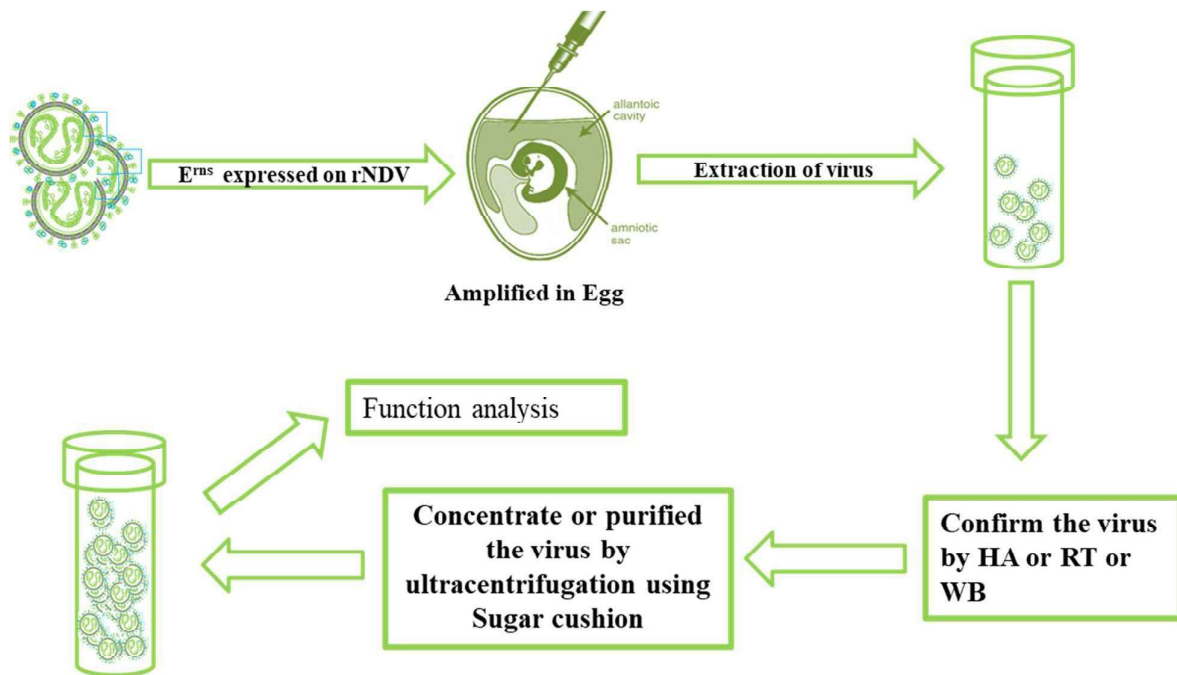 E^rns expressed on rNDV
allantoic
cavity
amniotic
sac
Amplified in Egg
Extraction of virus
Confirm the virus
by HA or RT or
WB
Concentrate or purified
the virus by
ultracentrifugation using
Sugar cushion
Function analysis